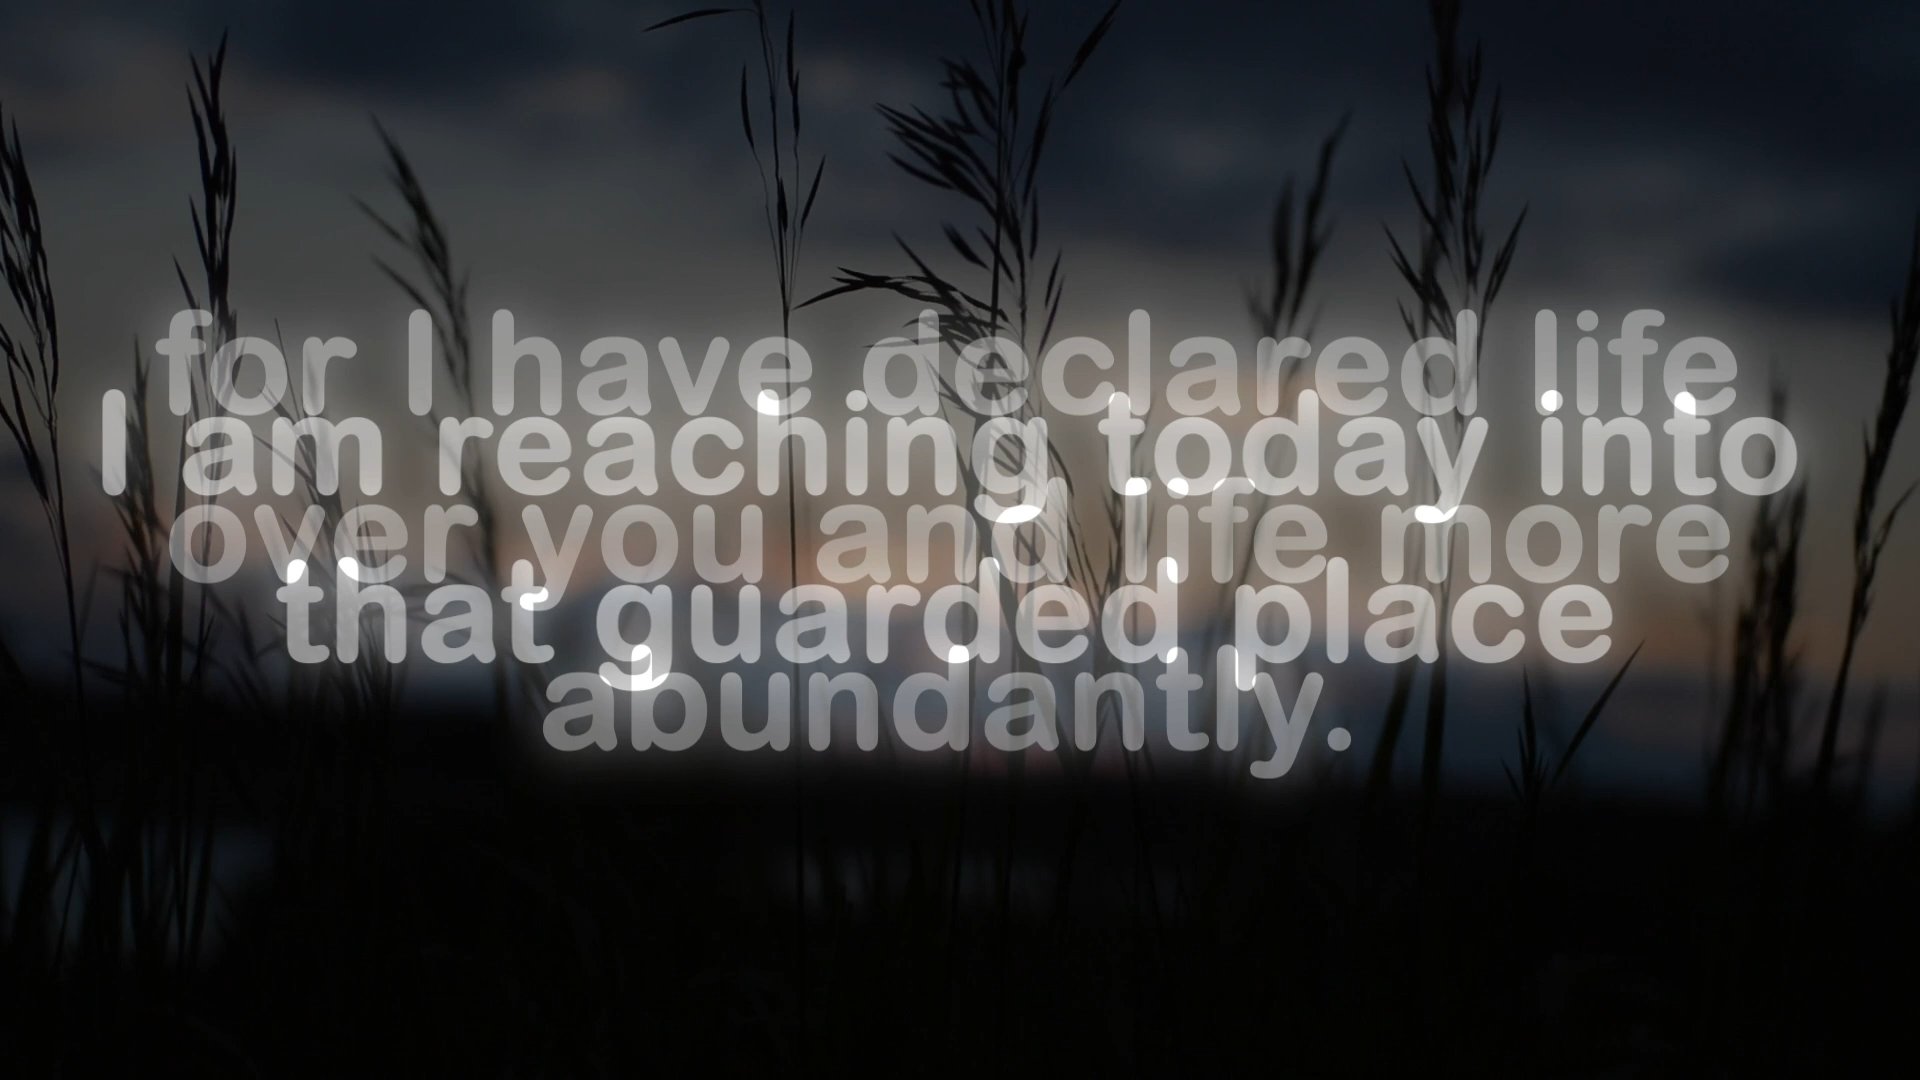 for I have declared life
over you and life more
abundantly.
I am reaching today into
that guarded place